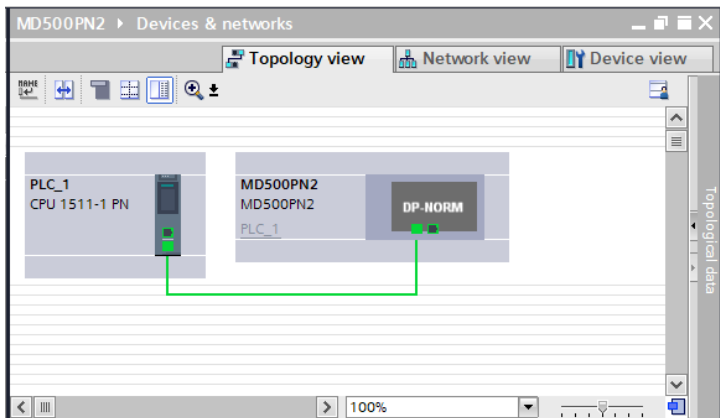 MD500PN2 ▸ Devices & networks
Topology view
Network view
Device view
NAME
PLC_1
CPU 1511-1 PN
MD500PN2
MD500PN2
PLC_1
DP-NORM
Topological data
100%